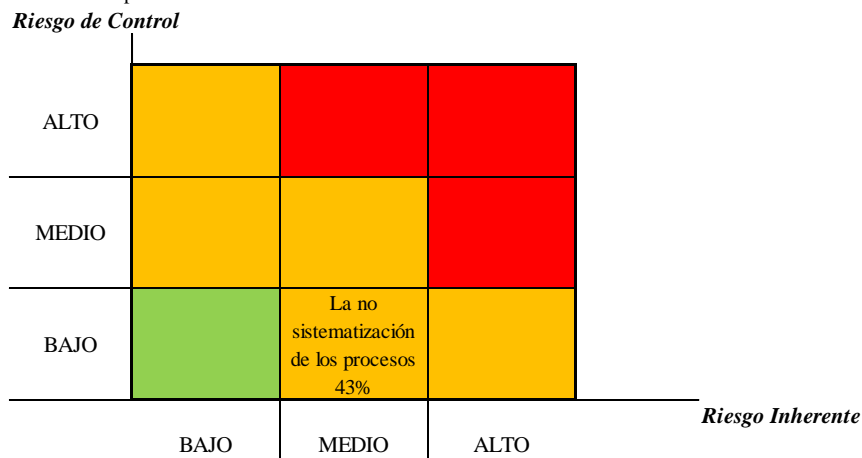 Riesgo de Control
ALTO
MEDIO
BAJO
La no
sistematización
de los procesos
43%
Riesgo Inherente
BAJO MEDIO ALTO